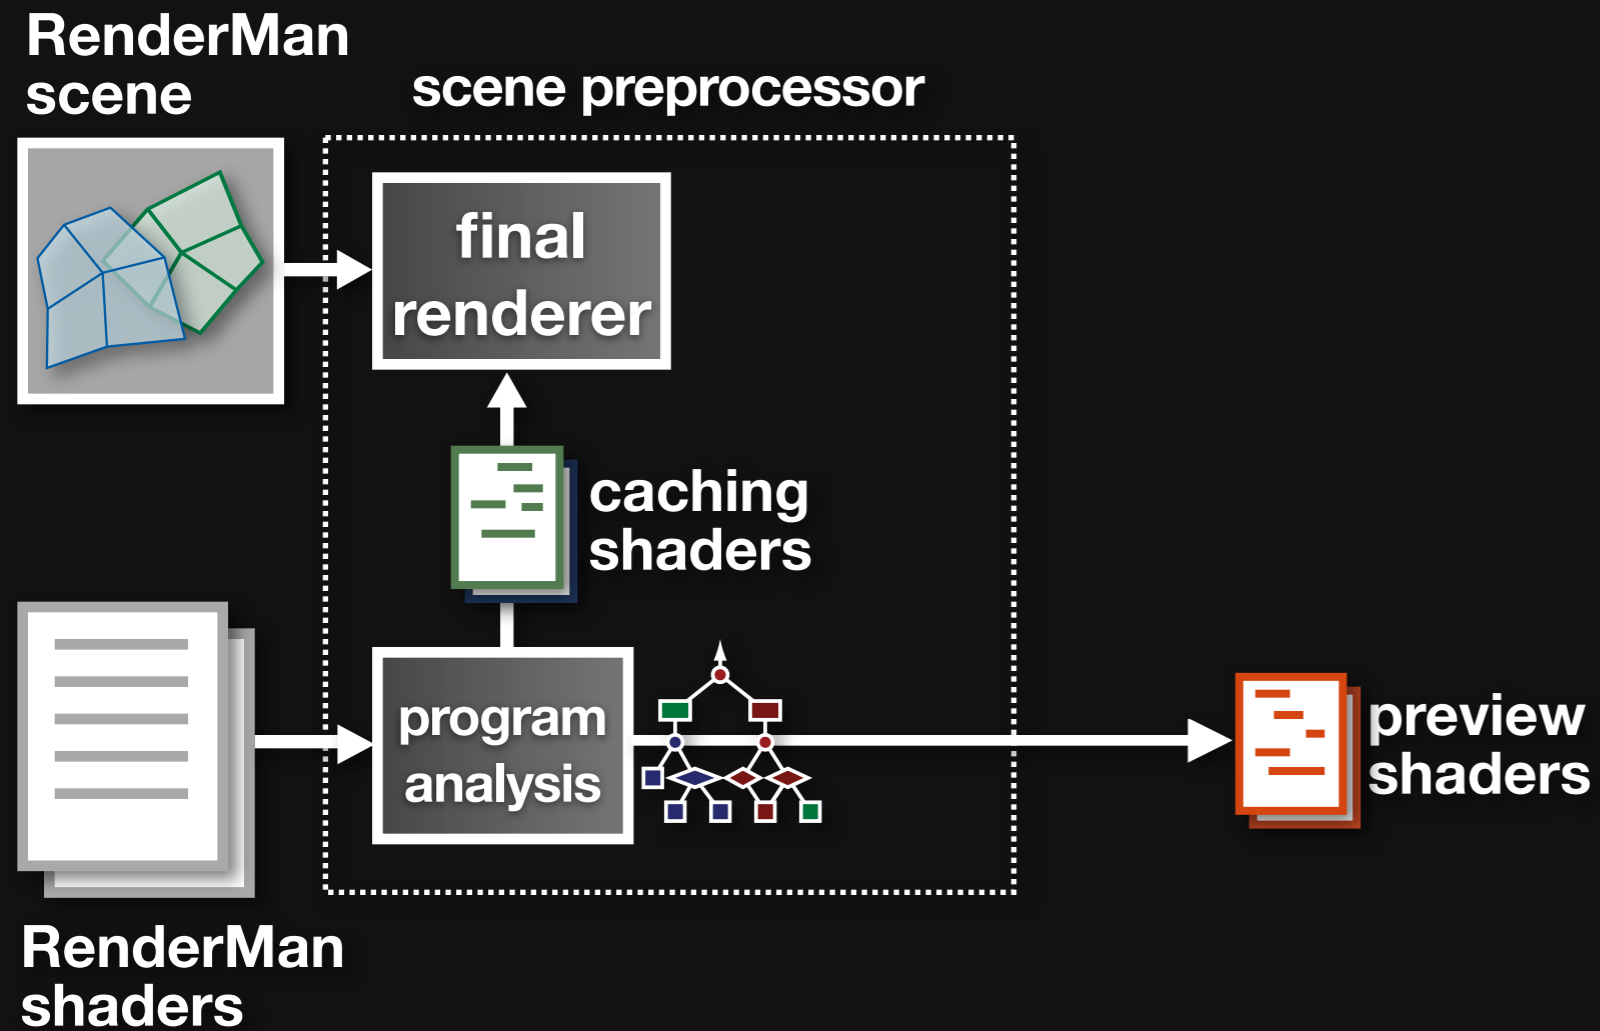 RenderMan
scene
scene preprocessor
final
renderer
caching
shaders
program
analysis
preview
shaders
RenderMan
shaders